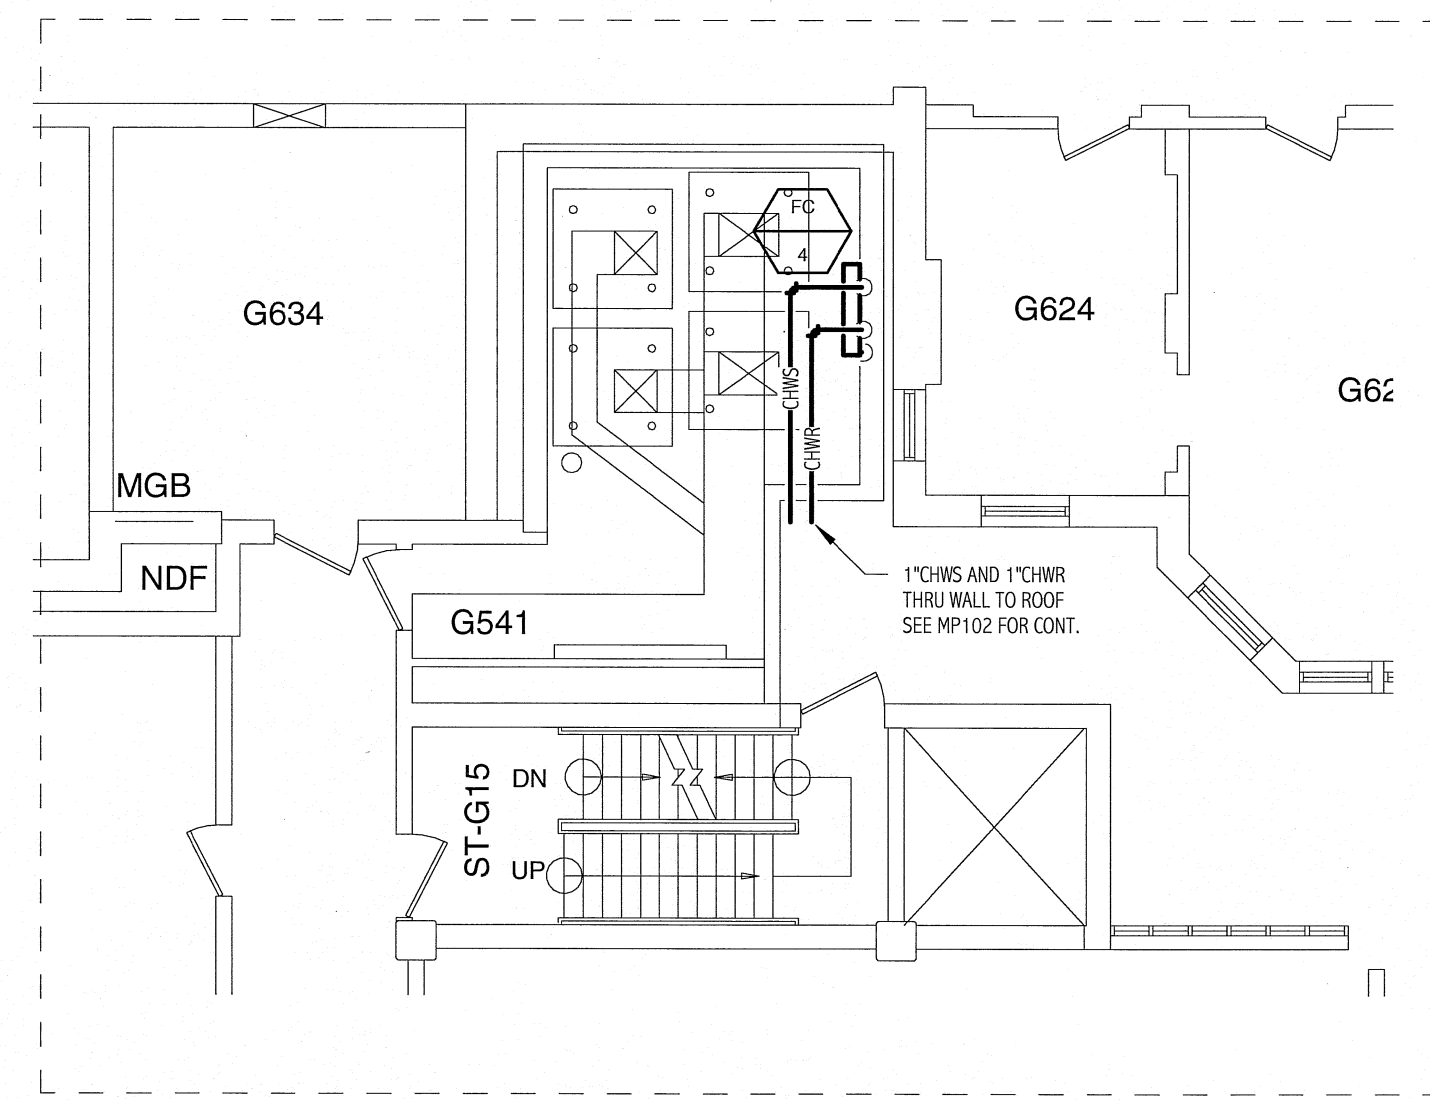 FC
4
G634
G624
G62
CHWS
CHWR
MGB
NDF
1"CHWS AND 1"CHWR
THRU WALL TO ROOF
SEE MP102 FOR CONT.
G541
ST-G15
DN
UP